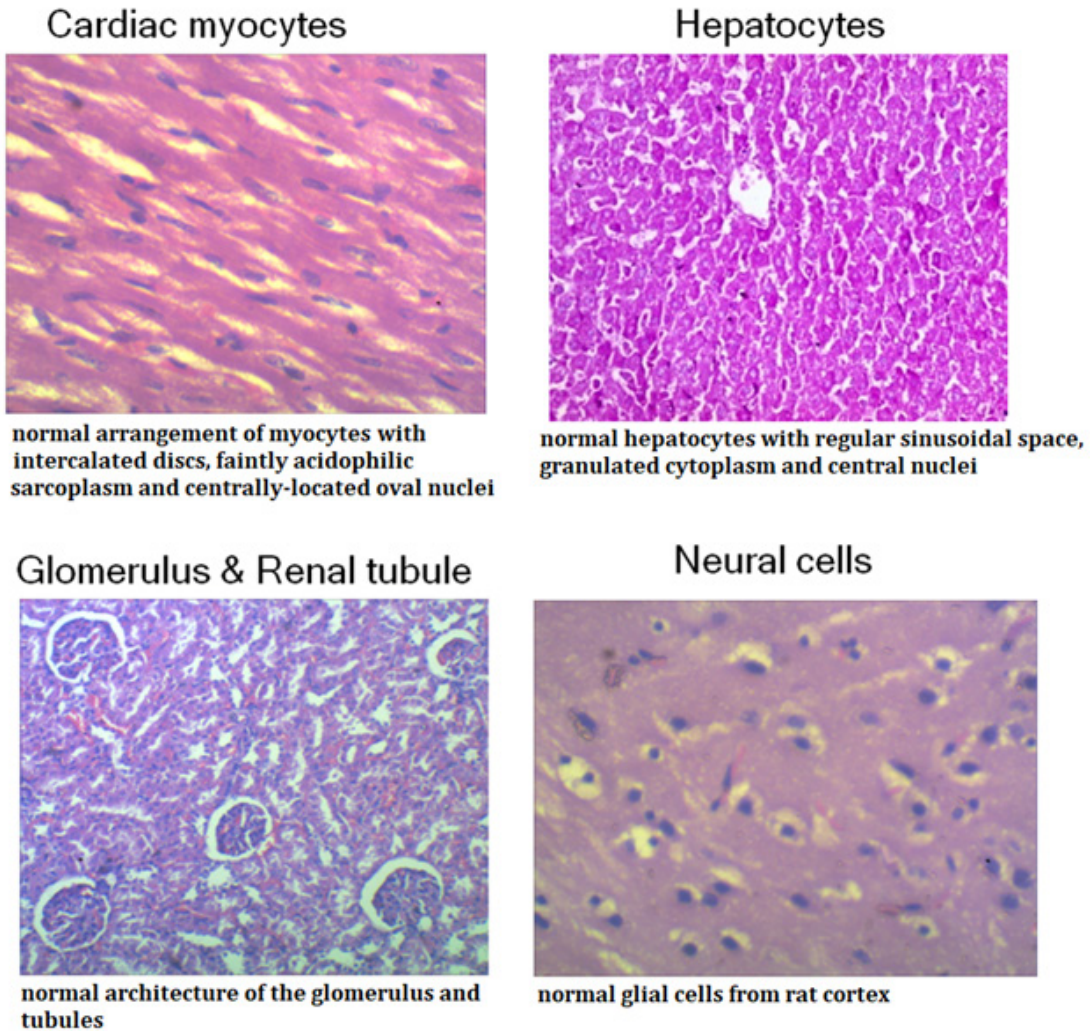 Cardiac myocytes
Hepatocytes
normal arrangement of myocytes with
intercalated discs, faintly acidophilic
sarcoplasm and centrally-located oval nuclei
normal hepatocytes with regular sinusoidal space,
granulated cytoplasm and central nuclei
Glomerulus & Renal tubule
Neural cells
normal architecture of the glomerulus and
tubules
normal glial cells from rat cortex